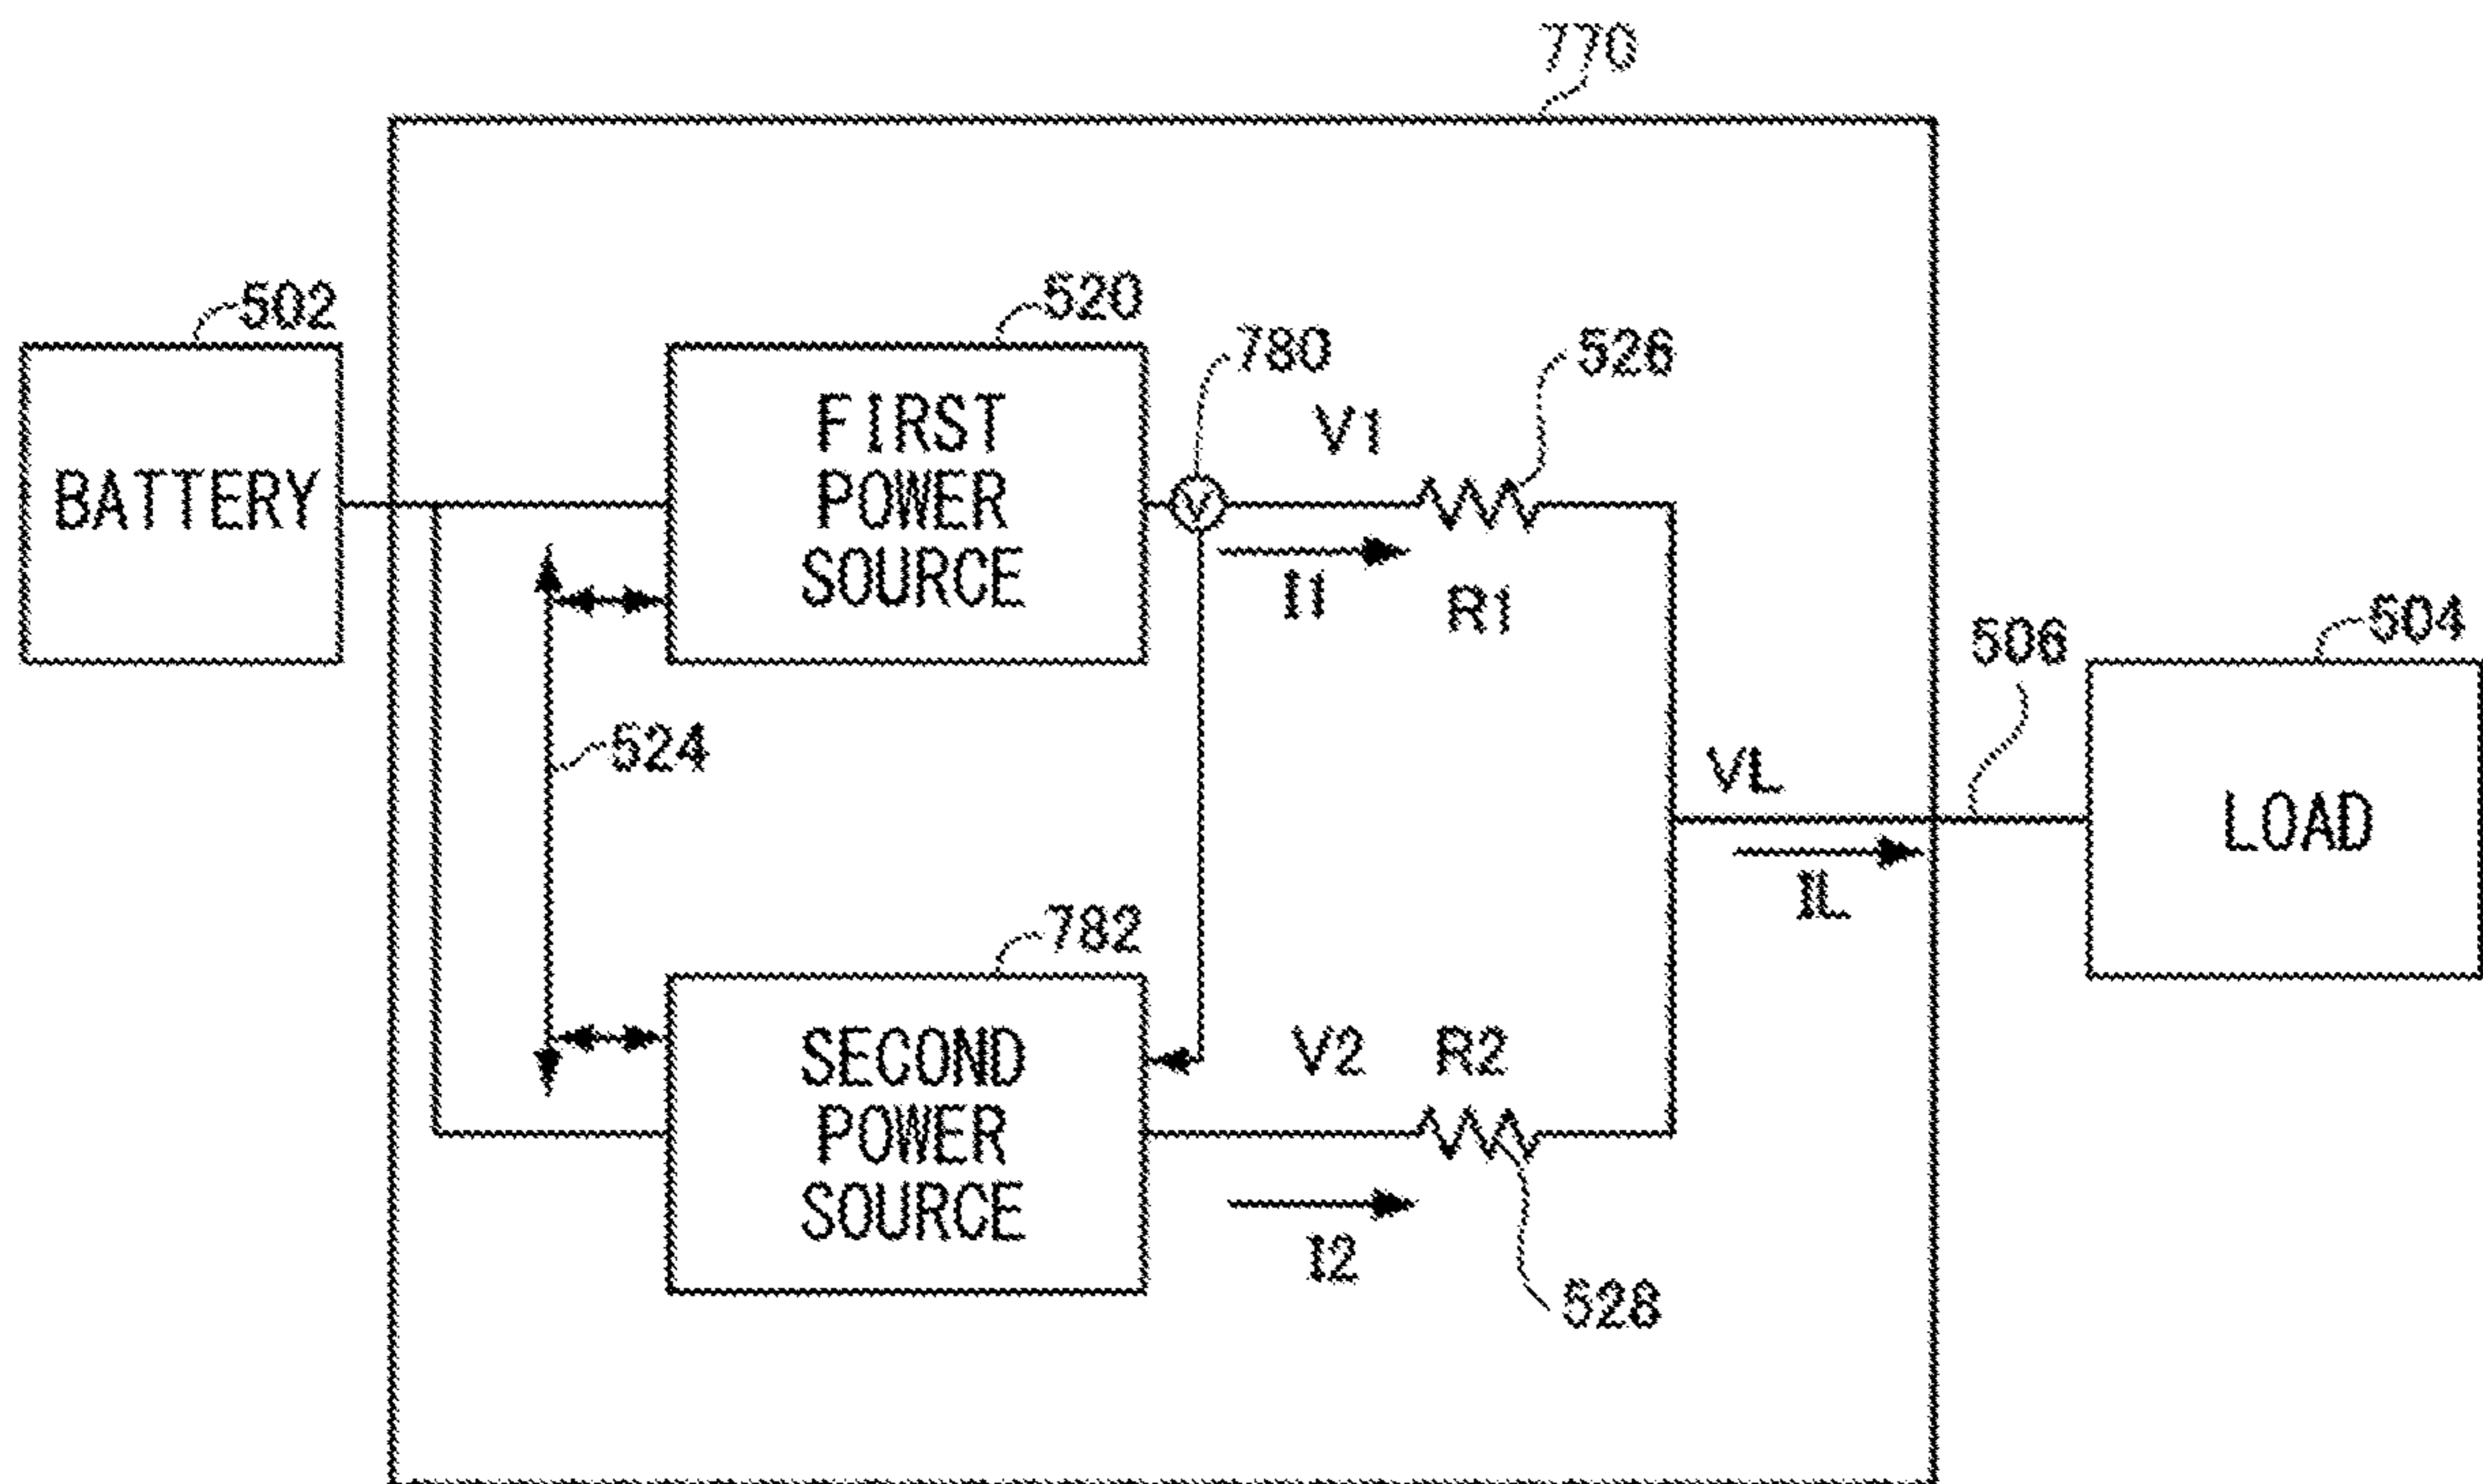 770
502
520
780
526
BATTERY
FIRST
POWER
SOURCE
V
V1
I1
R1
506
504
524
VL
IL
LOAD
782
SECOND
POWER
SOURCE
V2
R2
I2
528